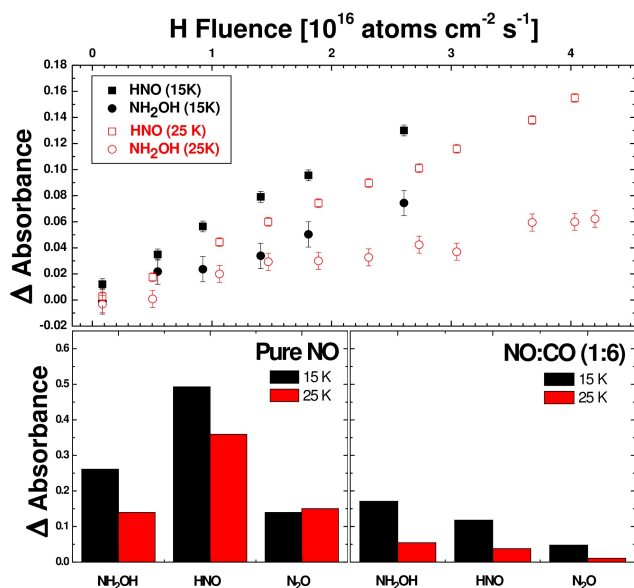 H Fluence [10¹⁶ atoms cm⁻² s⁻¹]
0 1 2 3 4
0.18
0.16
0.14
0.12
0.10
0.08
0.06
0.04
0.02
0.00
-0.02
Δ Absorbance
HNO (15K)
NH₂OH (15K)
HNO (25 K)
NH₂OH (25K)
Pure NO
15 K
25 K
NO:CO (1:6)
15 K
25 K
0.6
0.5
0.4
0.3
0.2
0.1
0.0
Δ Absorbance
NH₂OH HNO N₂O NH₂OH HNO N₂O